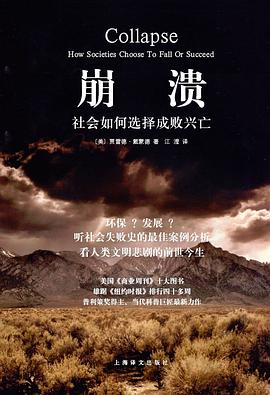 Collapse
How Societies Choose To Fall Or Succeed
崩溃
社会如何选择成败兴亡
〔美〕贾雷德·戴蒙德 著 江滢 译
环保？发展？
听社会失败史的最佳案例分析
看人类文明悲剧的前世今生
美国《商业周刊》十大图书
雄踞《纽约时报》排行四十多周
普利策奖得主、当代科普巨匠最新力作
上海译文出版社